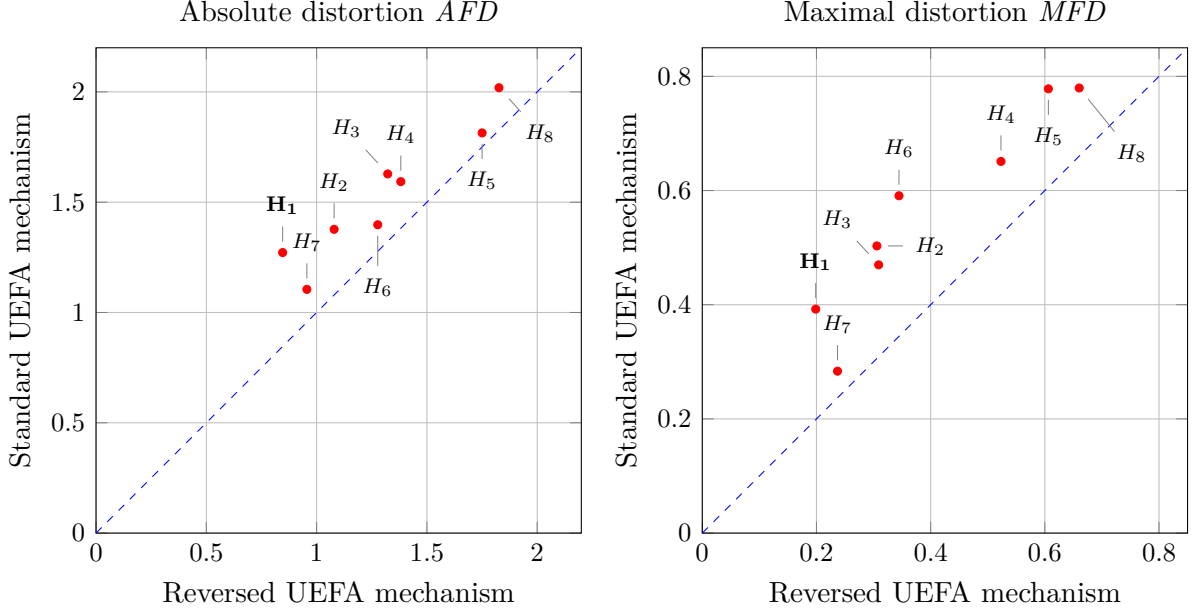 Absolute distortion AFD
Standard UEFA mechanism
2
1.5
1
0.5
0
0
0.5
1
1.5
2
Reversed UEFA mechanism
H₁
H₇
H₂
H₃
H₄
H₆
H₅
H₈
Maximal distortion MFD
Standard UEFA mechanism
0.8
0.6
0.4
0.2
0
0
0.2
0.4
0.6
0.8
Reversed UEFA mechanism
H₁
H₇
H₃
H₂
H₆
H₄
H₅
H₈